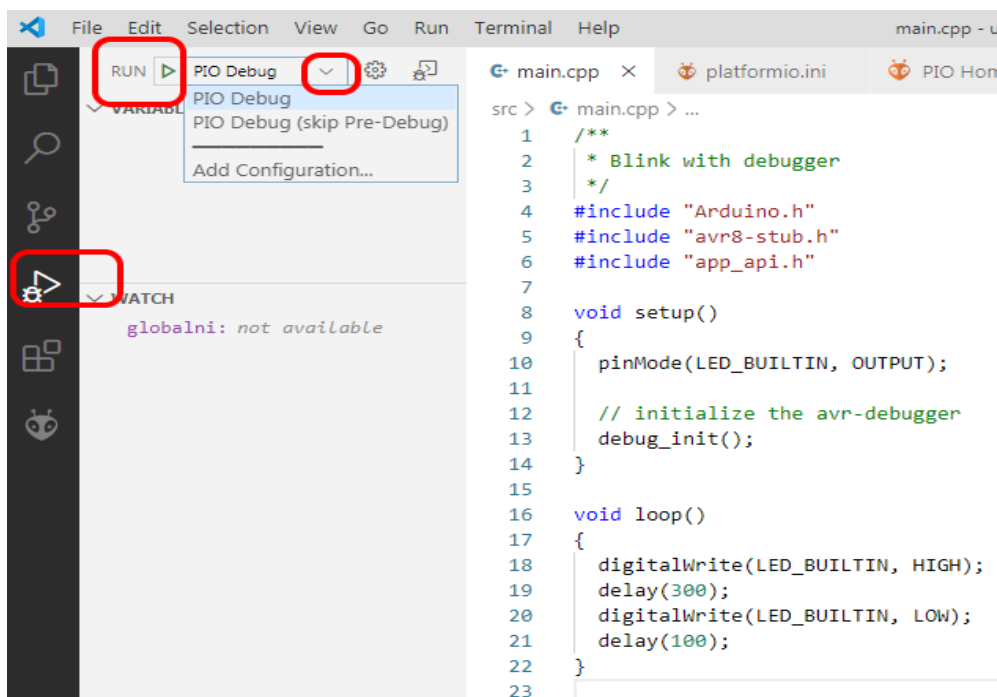 File Edit Selection View Go Run Terminal Help main.cpp - u
RUN PIO Debug
PIO Debug
PIO Debug (skip Pre-Debug)
Add Configuration...
VARIABL
WATCH
globalni: not available
main.cpp platformio.ini PIO Hom
src > main.cpp > ...
1 /**
2 * Blink with debugger
3 */
4 #include "Arduino.h"
5 #include "avr8-stub.h"
6 #include "app_api.h"
7
8 void setup()
9 {
10 pinMode(LED_BUILTIN, OUTPUT);
11
12 // initialize the avr-debugger
13 debug_init();
14 }
15
16 void loop()
17 {
18 digitalWrite(LED_BUILTIN, HIGH);
19 delay(300);
20 digitalWrite(LED_BUILTIN, LOW);
21 delay(100);
22 }
23